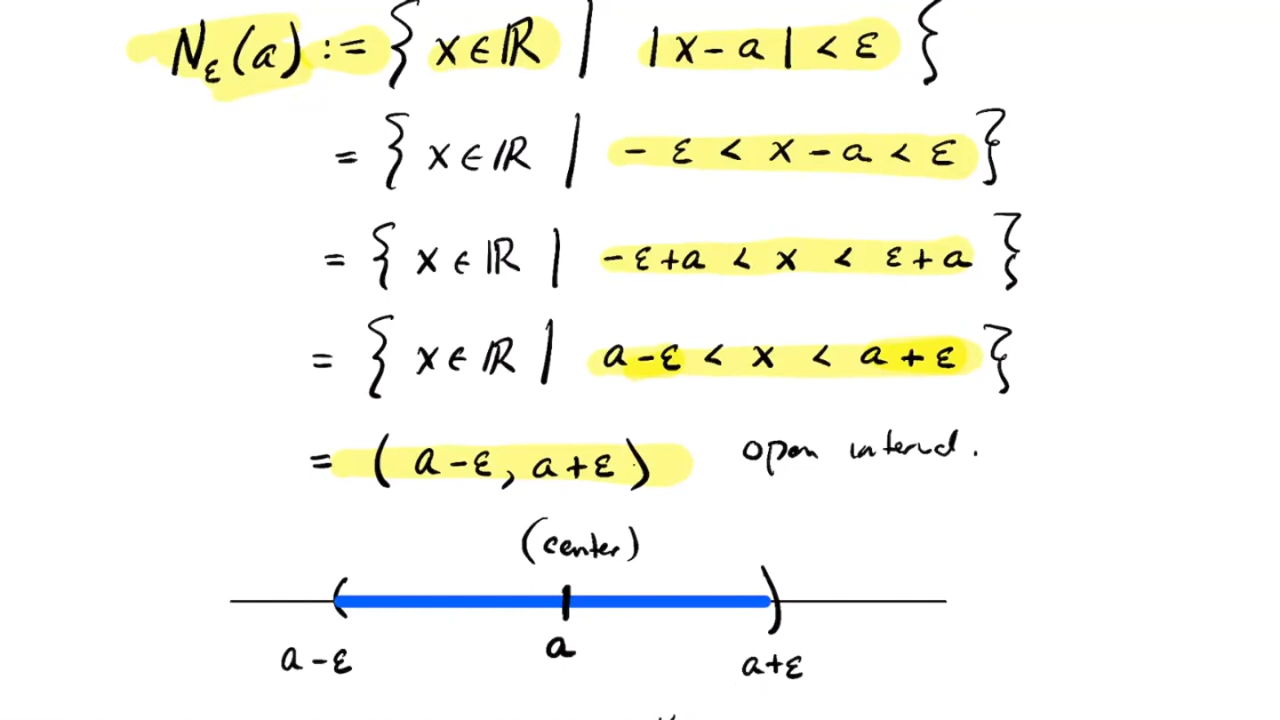 N_ε(a) := { x ∈ ℝ | |x - a| < ε }
= { x ∈ ℝ | - ε < x - a < ε }
= { x ∈ ℝ | - ε + a < x < ε + a }
= { x ∈ ℝ | a - ε < x < a + ε }
= ( a - ε, a + ε ) open interval.
(center)
a - ε a a + ε